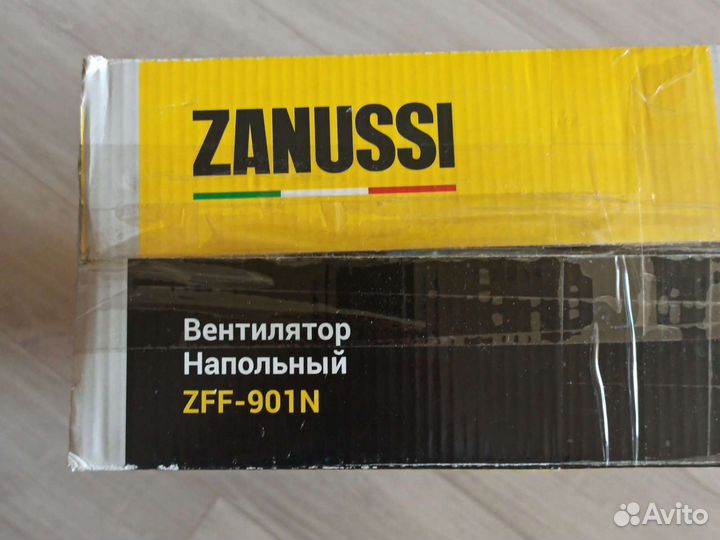 ZANUSSI
Вентилятор
Напольный
ZFF-901N
Avito